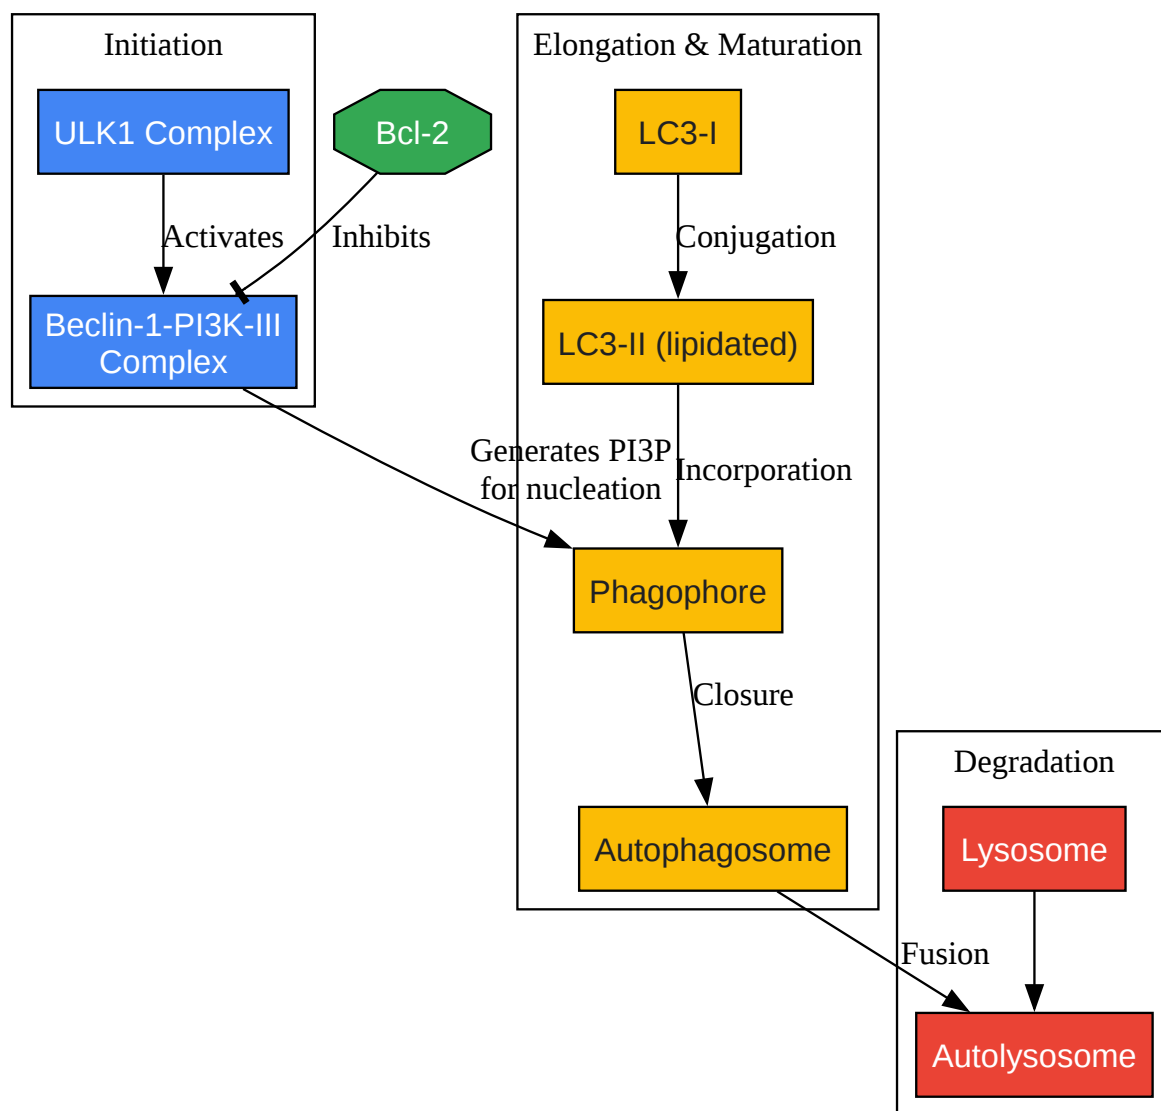 Initiation
ULK1 Complex
Bcl-2
Activates
Inhibits
Beclin-1-PI3K-III
Complex
Elongation & Maturation
LC3-I
Conjugation
LC3-II (lipidated)
Generates PI3P
for nucleation
Incorporation
Phagophore
Closure
Autophagosome
Degradation
Lysosome
Fusion
Autolysosome